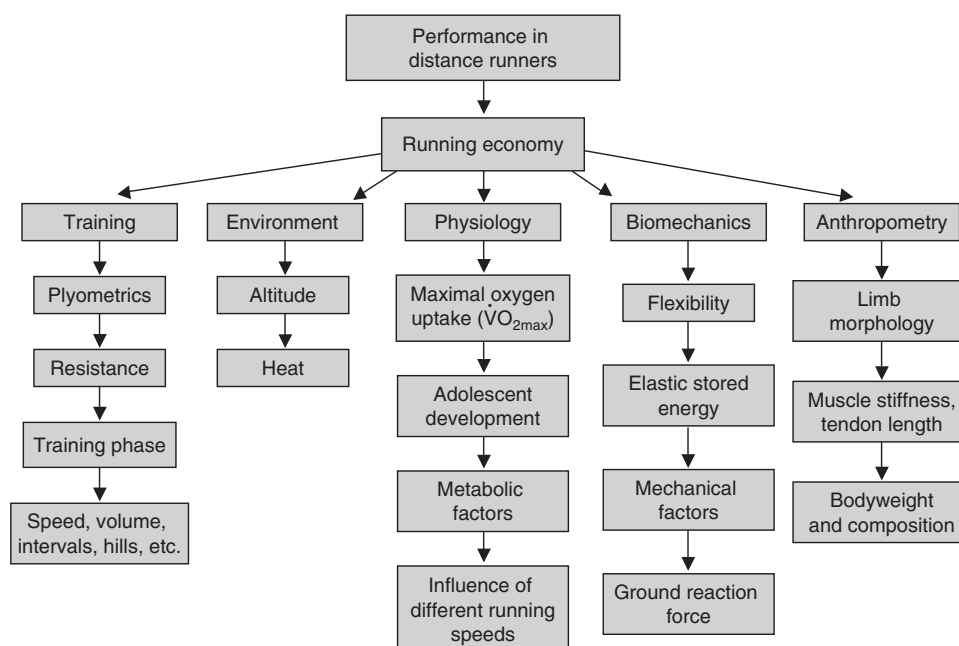 Performance in
distance runners
Running economy
Training
Environment
Physiology
Biomechanics
Anthropometry
Plyometrics
Resistance
Training phase
Speed, volume,
intervals, hills, etc.
Altitude
Heat
Maximal oxygen
uptake (V̇O2max)
Adolescent
development
Metabolic
factors
Influence of
different running
speeds
Flexibility
Elastic stored
energy
Mechanical
factors
Ground reaction
force
Limb
morphology
Muscle stiffness,
tendon length
Bodyweight
and composition